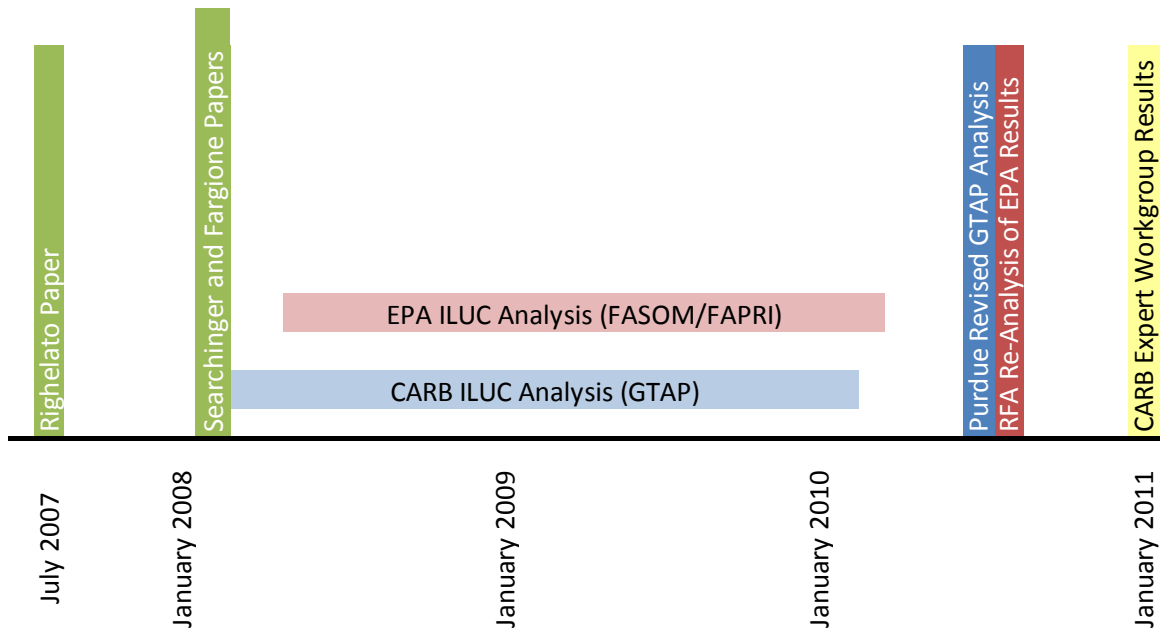 Righelato Paper
Searchinger and Fargione Papers
EPA ILUC Analysis (FASOM/FAPRI)
CARB ILUC Analysis (GTAP)
Purdue Revised GTAP Analysis
RFA Re-Analysis of EPA Results
CARB Expert Workgroup Results
July 2007
January 2008
January 2009
January 2010
January 2011